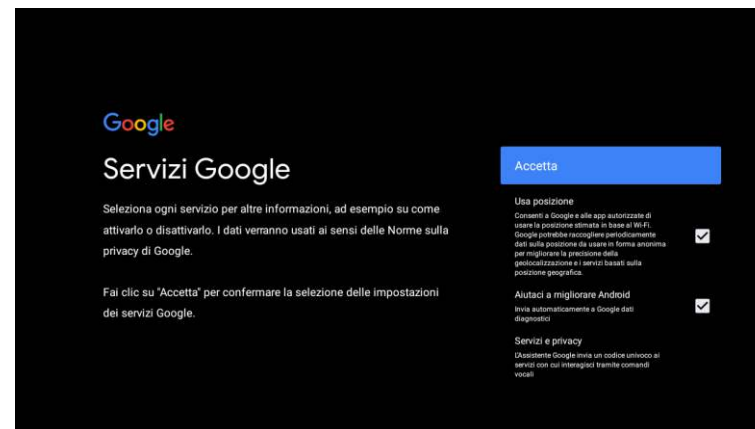 Google
Servizi Google
Seleziona ogni servizio per altre informazioni, ad esempio su come
attivarlo o disattivarlo. I dati verranno usati ai sensi delle Norme sulla
privacy di Google.
Fai clic su "Accetta" per confermare la selezione delle impostazioni
dei servizi Google.
Accetta
Usa posizione
Consenti a Google e alle app autorizzate di
usare la posizione stimata in base al Wi-Fi.
Google potrebbe raccogliere periodicamente
dati sulla posizione da usare in forma anonima
per migliorare la precisione della
geolocalizzazione e i servizi basati sulla
posizione geografica.
Aiutaci a migliorare Android
Invia automaticamente a Google dati
diagnostici
Servizi e privacy
L'Assistente Google invia un codice univoco ai
servizi con cui interagisci tramite comandi
vocali